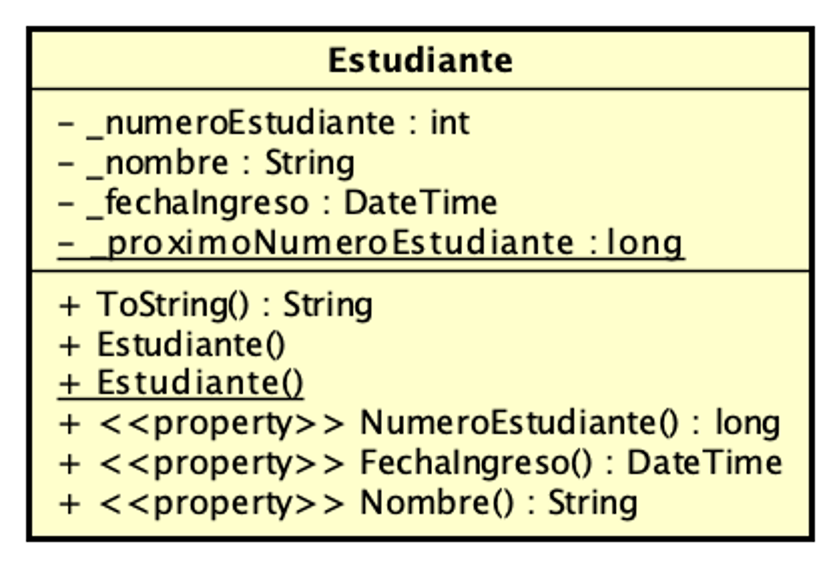 Estudiante
- _numeroEstudiante : int
- _nombre : String
- _fechaIngreso : DateTime
- _proximoNumeroEstudiante : long
+ ToString() : String
+ Estudiante()
+ Estudiante()
+ <<property>> NumeroEstudiante() : long
+ <<property>> FechaIngreso() : DateTime
+ <<property>> Nombre() : String